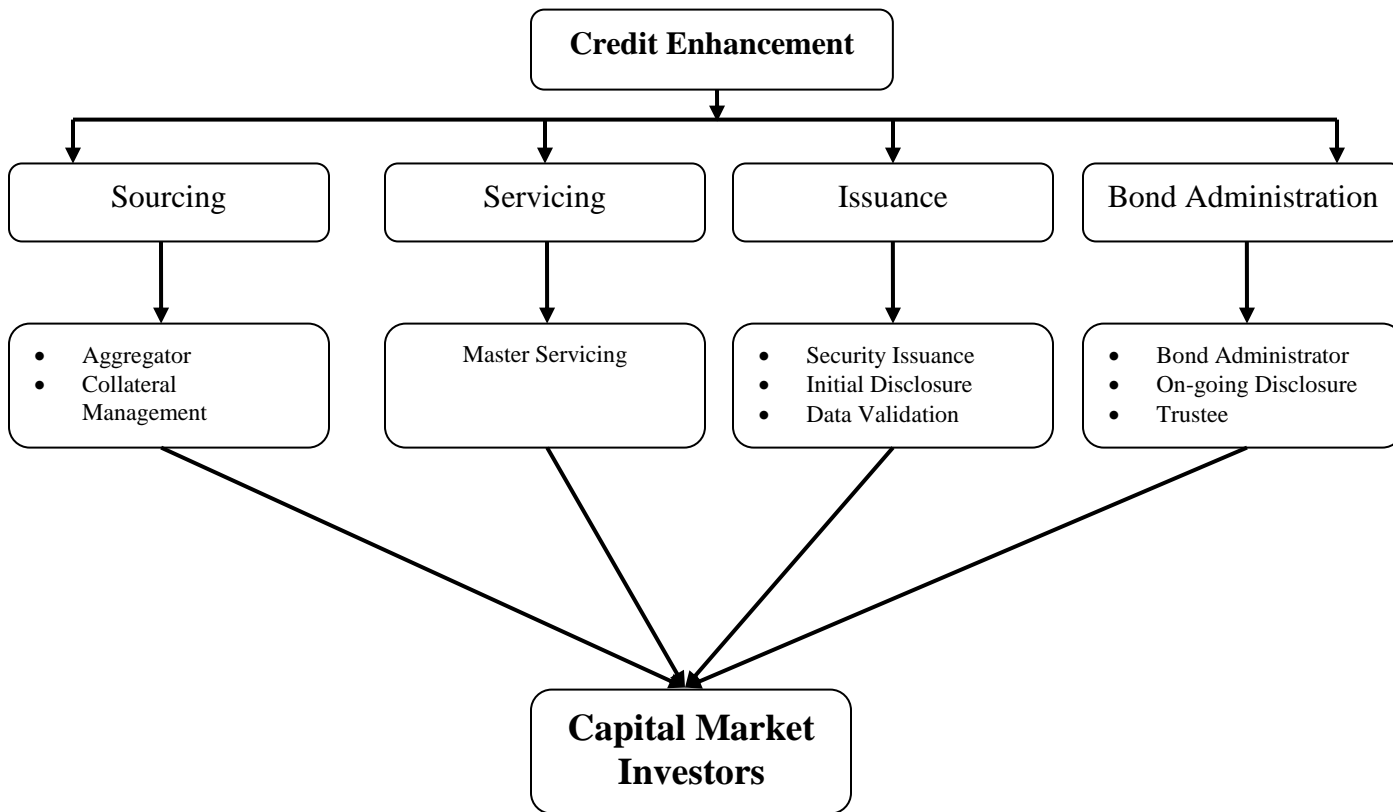 Credit Enhancement
Sourcing
Servicing
Issuance
Bond Administration
• Aggregator
• Collateral
Management
Master Servicing
• Security Issuance
• Initial Disclosure
• Data Validation
• Bond Administrator
• On-going Disclosure
• Trustee
Capital Market
Investors